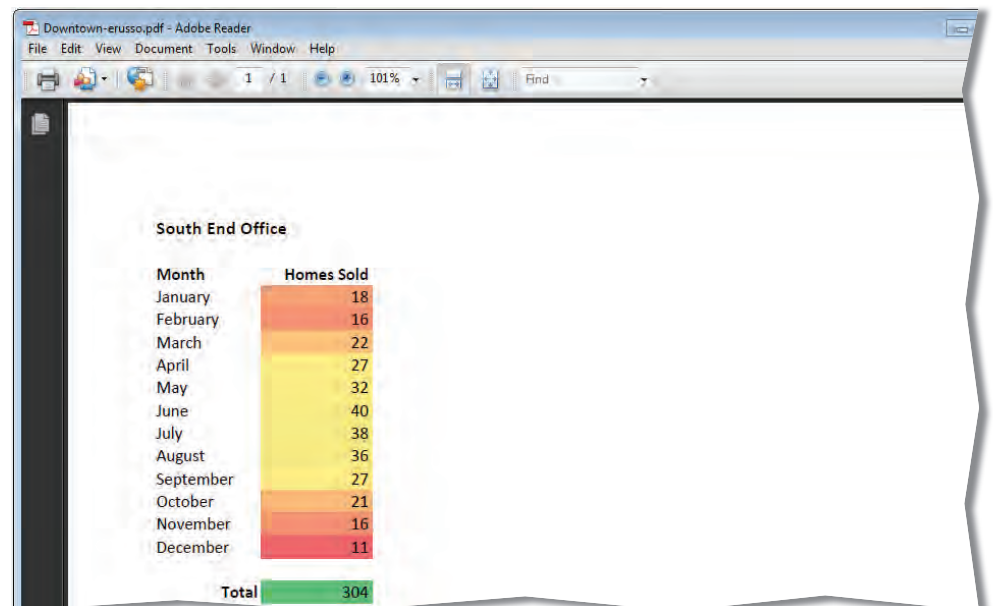 Downtown-erusso.pdf - Adobe Reader
File Edit View Document Tools Window Help
1 / 1 101% Find
South End Office
Month Homes Sold
January 18
February 16
March 22
April 27
May 32
June 40
July 38
August 36
September 27
October 21
November 16
December 11
Total 304